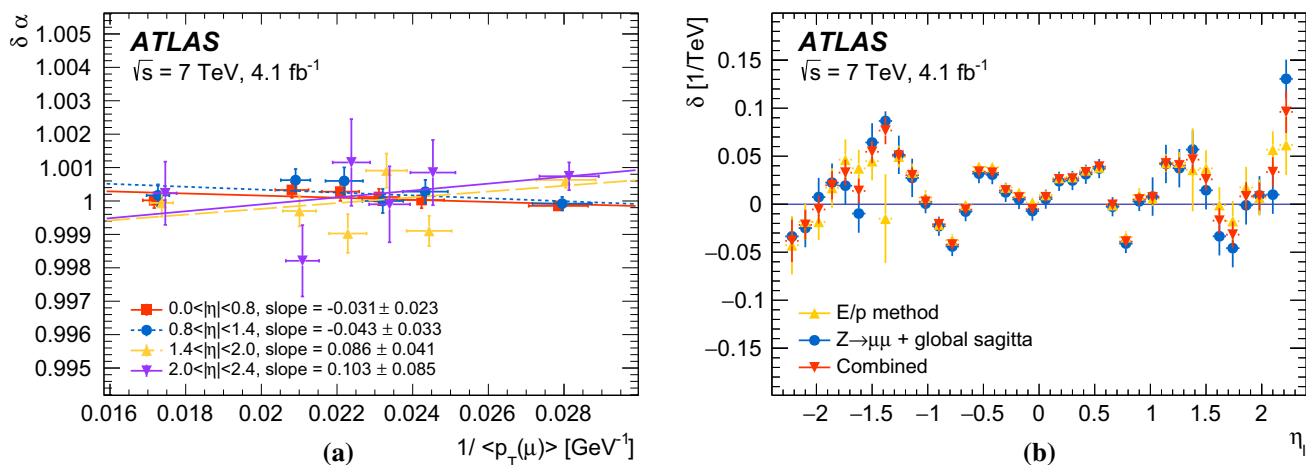 δ α
1.005
1.004
1.003
1.002
1.001
1
0.999
0.998
0.997
0.996
0.995
ATLAS
√s = 7 TeV, 4.1 fb⁻¹
0.0<|η|<0.8, slope = -0.031 ± 0.023
0.8<|η|<1.4, slope = -0.043 ± 0.033
1.4<|η|<2.0, slope = 0.086 ± 0.041
2.0<|η|<2.4, slope = 0.103 ± 0.085
0.016 0.018 0.02 0.022 0.024 0.026 0.028
1/ <p_T(μ)> [GeV⁻¹]
(a)
δ [1/TeV]
0.15
0.1
0.05
0
−0.05
−0.1
−0.15
ATLAS
√s = 7 TeV, 4.1 fb⁻¹
E/p method
Z→μμ + global sagitta
Combined
−2 −1.5 −1 −0.5 0 0.5 1 1.5 2
η_l
(b)